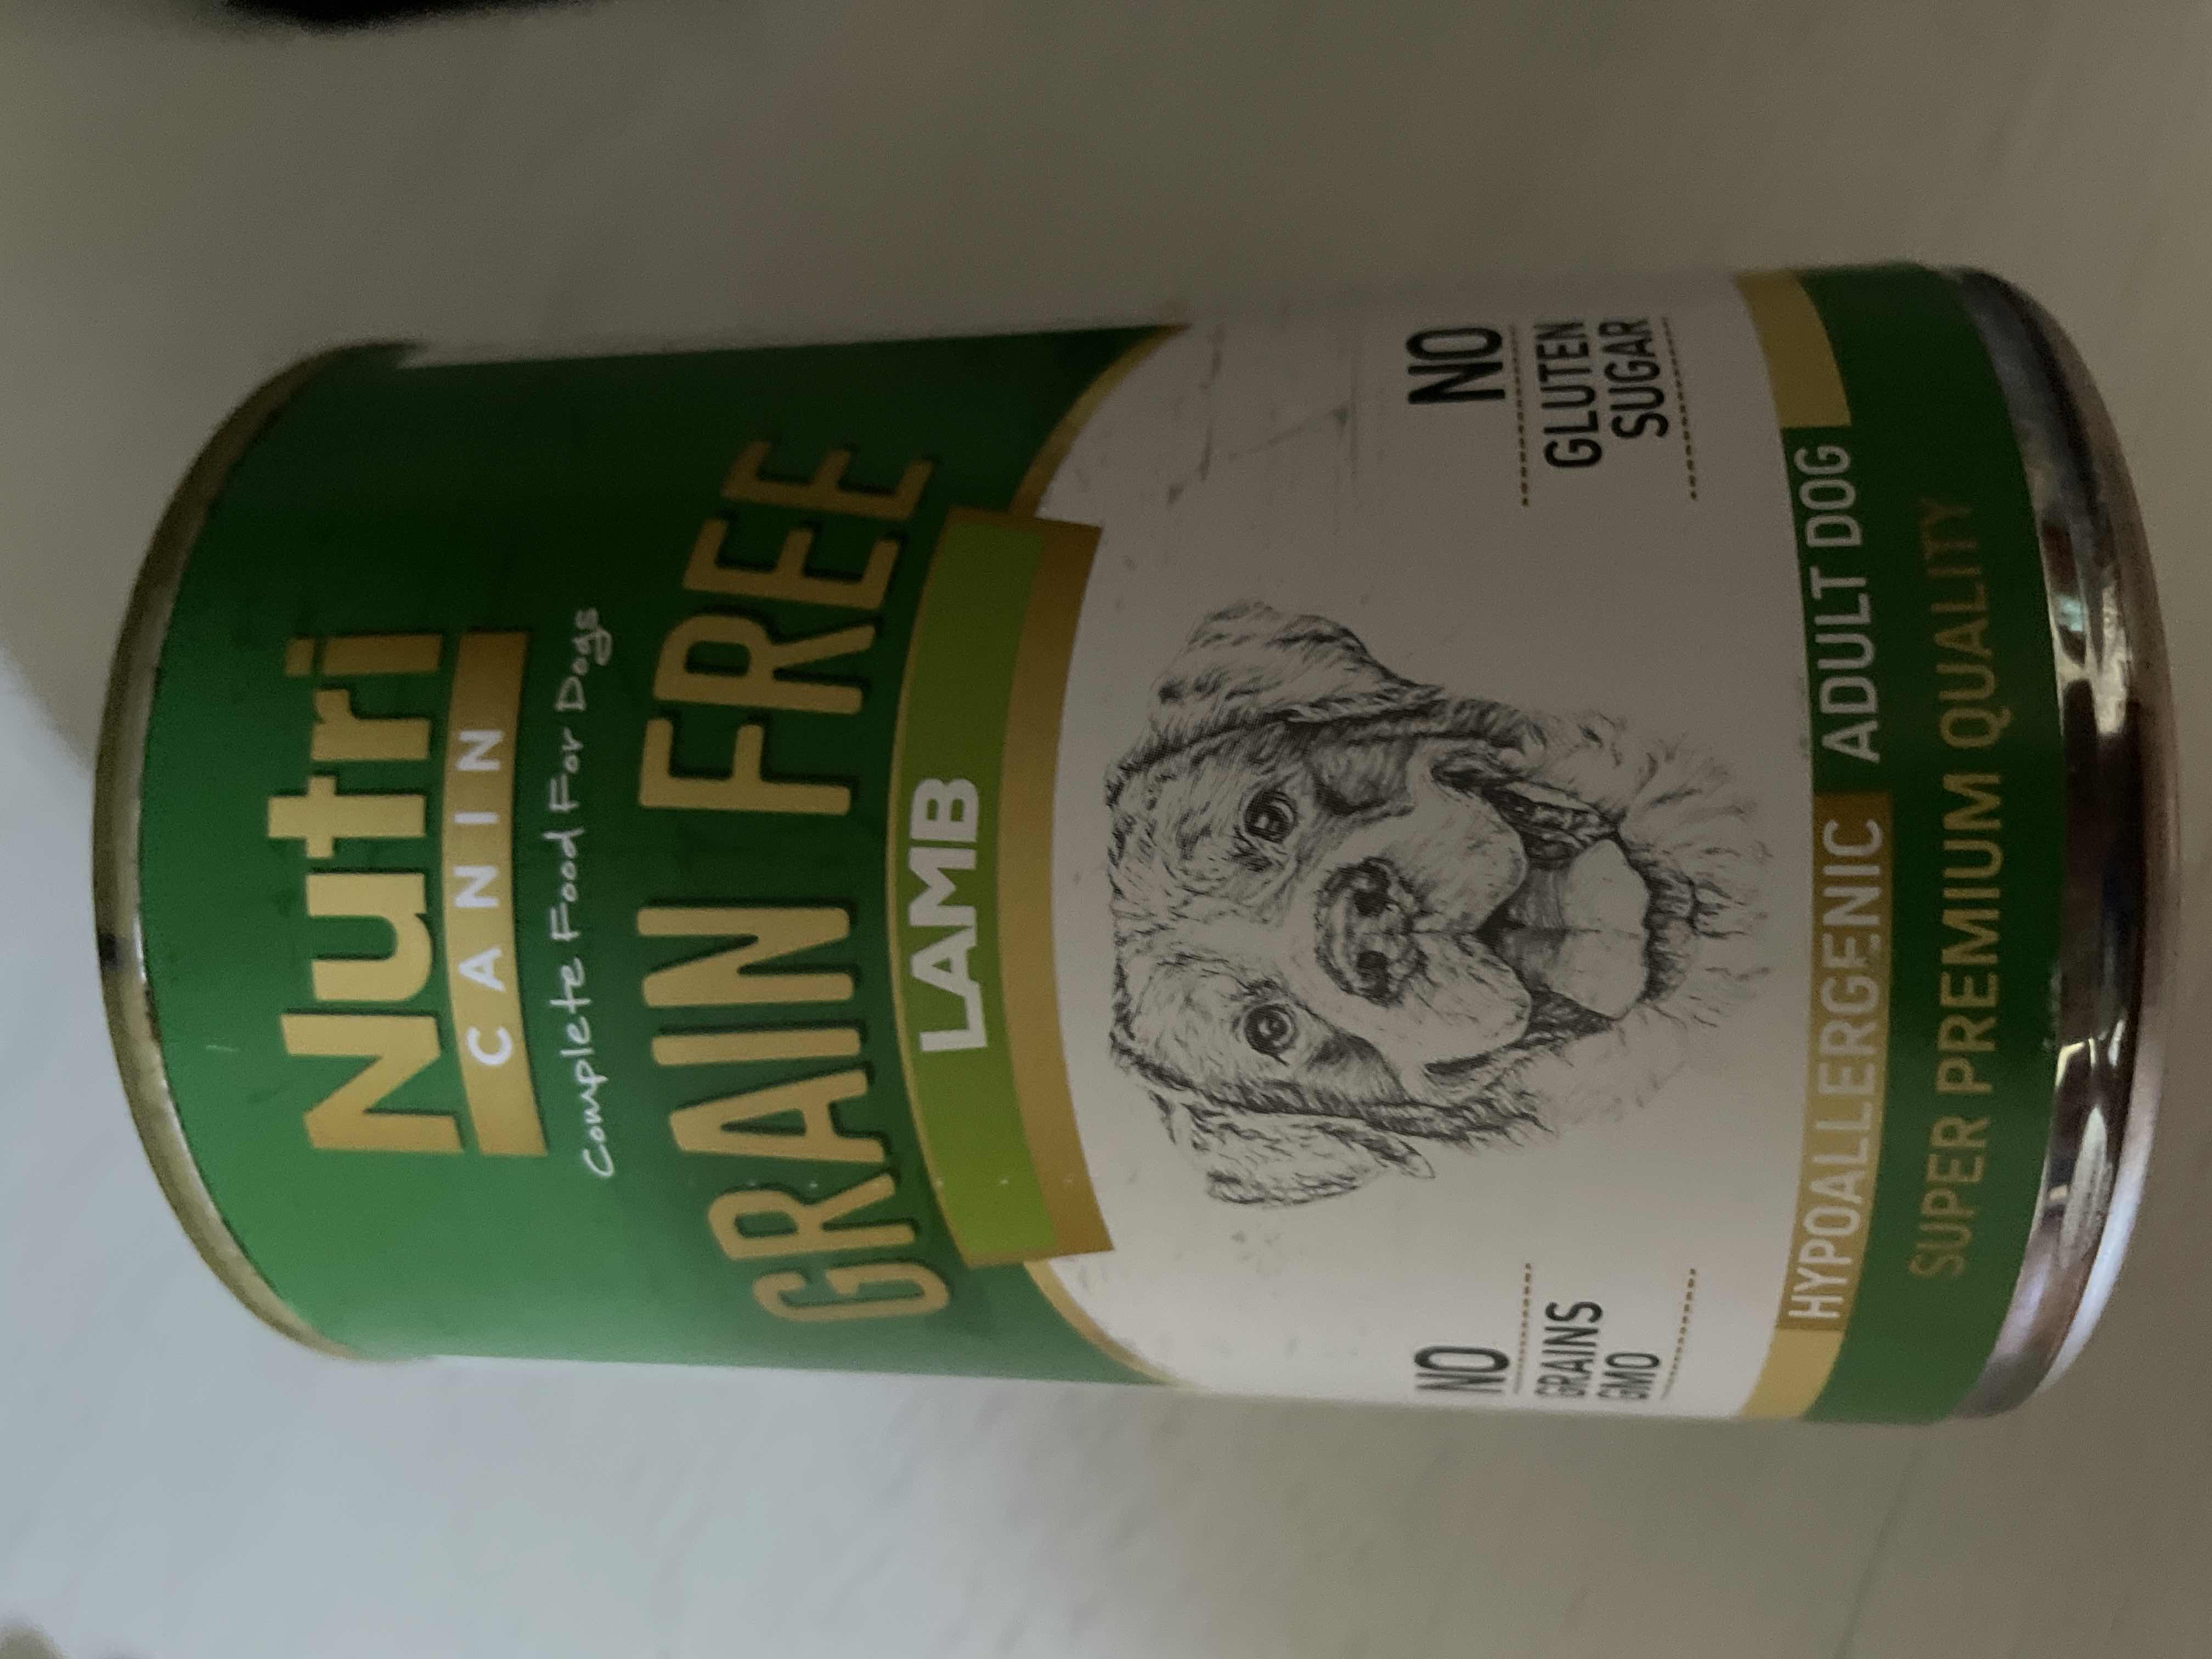 Nutri
CANIN
Complete Food For Dogs
GRAIN FREE
LAMB
NO
GRAINS
GMO
NO
GLUTEN
SUGAR
HYPOALLERGENIC ADULT DOG
SUPER PREMIUM QUALITY